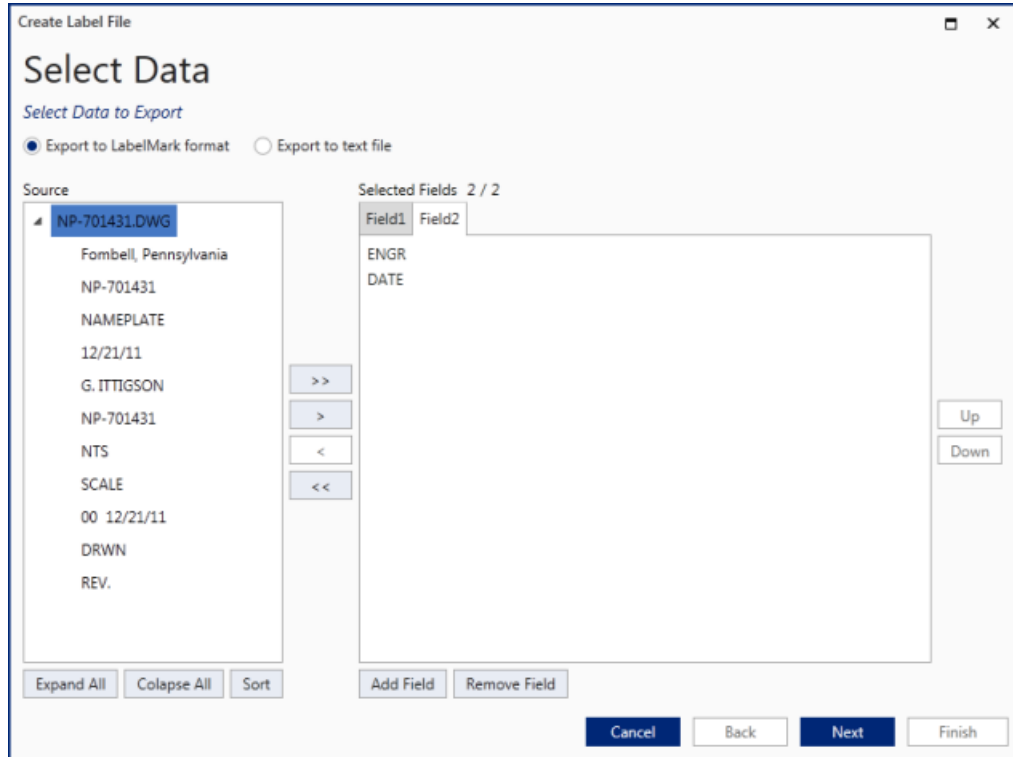 Create Label File
Select Data
Select Data to Export
Export to LabelMark format Export to text file
Source
NP-701431.DWG
Fombell, Pennsylvania
NP-701431
NAMEPLATE
12/21/11
G. ITTIGSON
NP-701431
NTS
SCALE
00 12/21/11
DRWN
REV.
Expand All Colapse All Sort
>>
>
<
<<
Selected Fields 2 / 2
Field1 Field2
ENGR
DATE
Add Field Remove Field
Up
Down
Cancel Back Next Finish